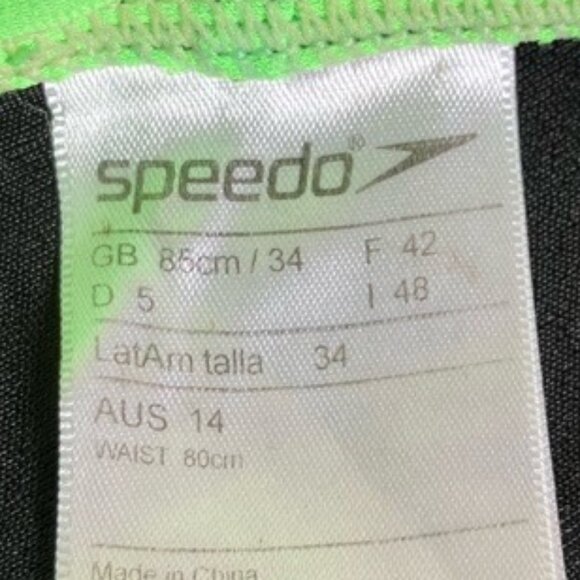 speedo®
GB 85cm / 34 F 42
D 5 I 48
LatAm talla 34
AUS 14
WAIST 80cm
Made in China